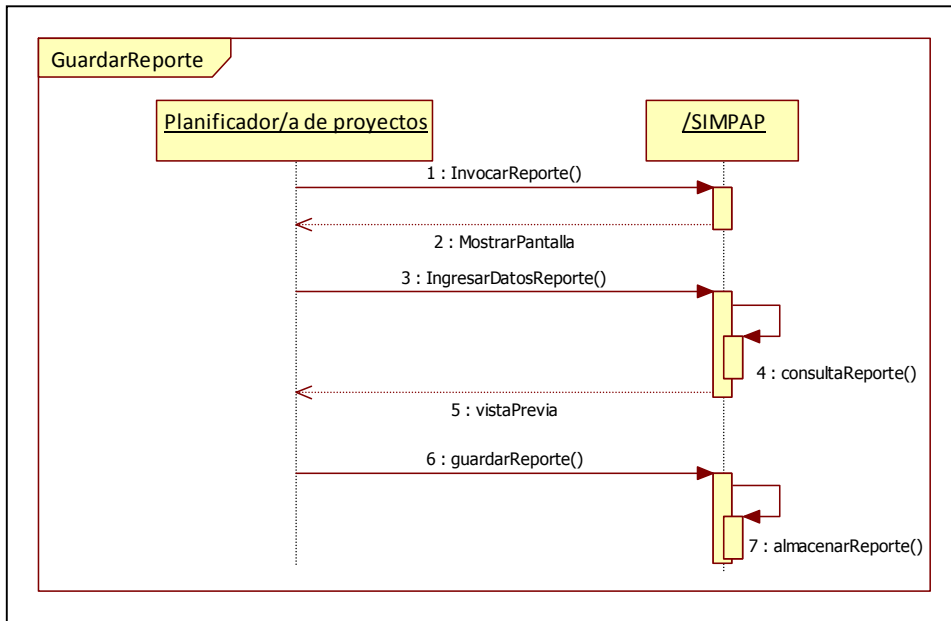 GuardarReporte
Planificador/a de proyectos
/SIMPAP
1 : InvocarReporte()
2 : MostrarPantalla
3 : IngresarDatosReporte()
4 : consultaReporte()
5 : vistaPrevia
6 : guardarReporte()
7 : almacenarReporte()